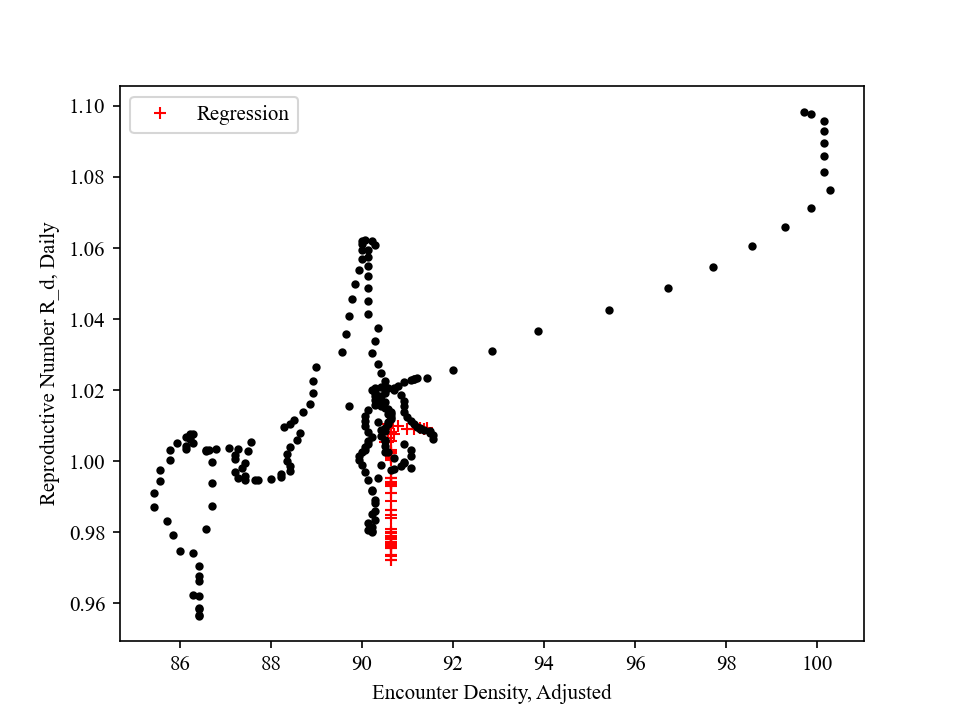 Regression
1.10
1.08
1.06
1.04
1.02
1.00
0.98
0.96
Reproductive Number R_d, Daily
86 88 90 92 94 96 98 100
Encounter Density, Adjusted